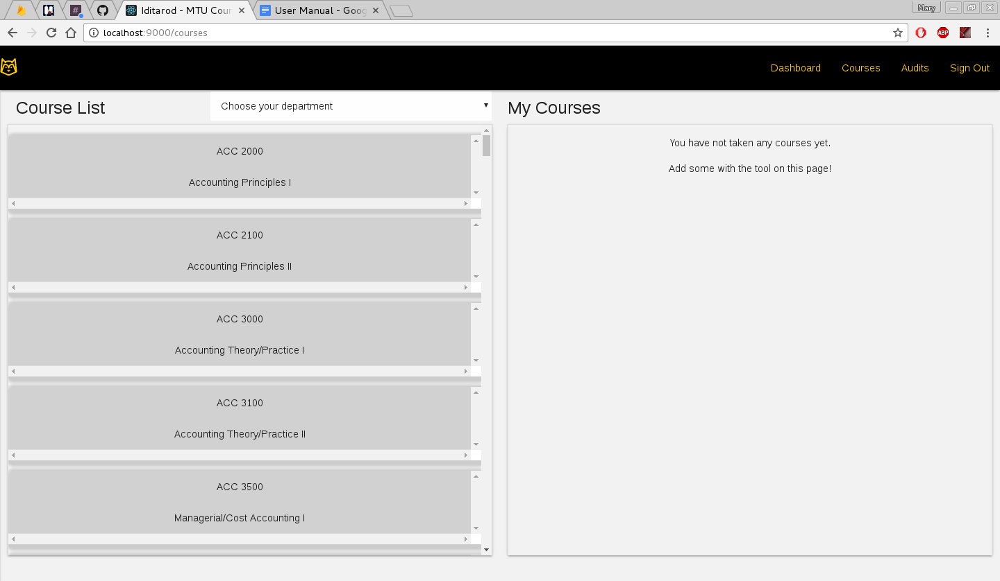 Iditarod - MTU Cour
User Manual - Goog
Mary
localhost:9000/courses
ABP
Dashboard
Courses
Audits
Sign Out
Course List
Choose your department
My Courses
ACC 2000
Accounting Principles I
ACC 2100
Accounting Principles II
ACC 3000
Accounting Theory/Practice I
ACC 3100
Accounting Theory/Practice II
ACC 3500
Managerial/Cost Accounting I
You have not taken any courses yet.
Add some with the tool on this page!